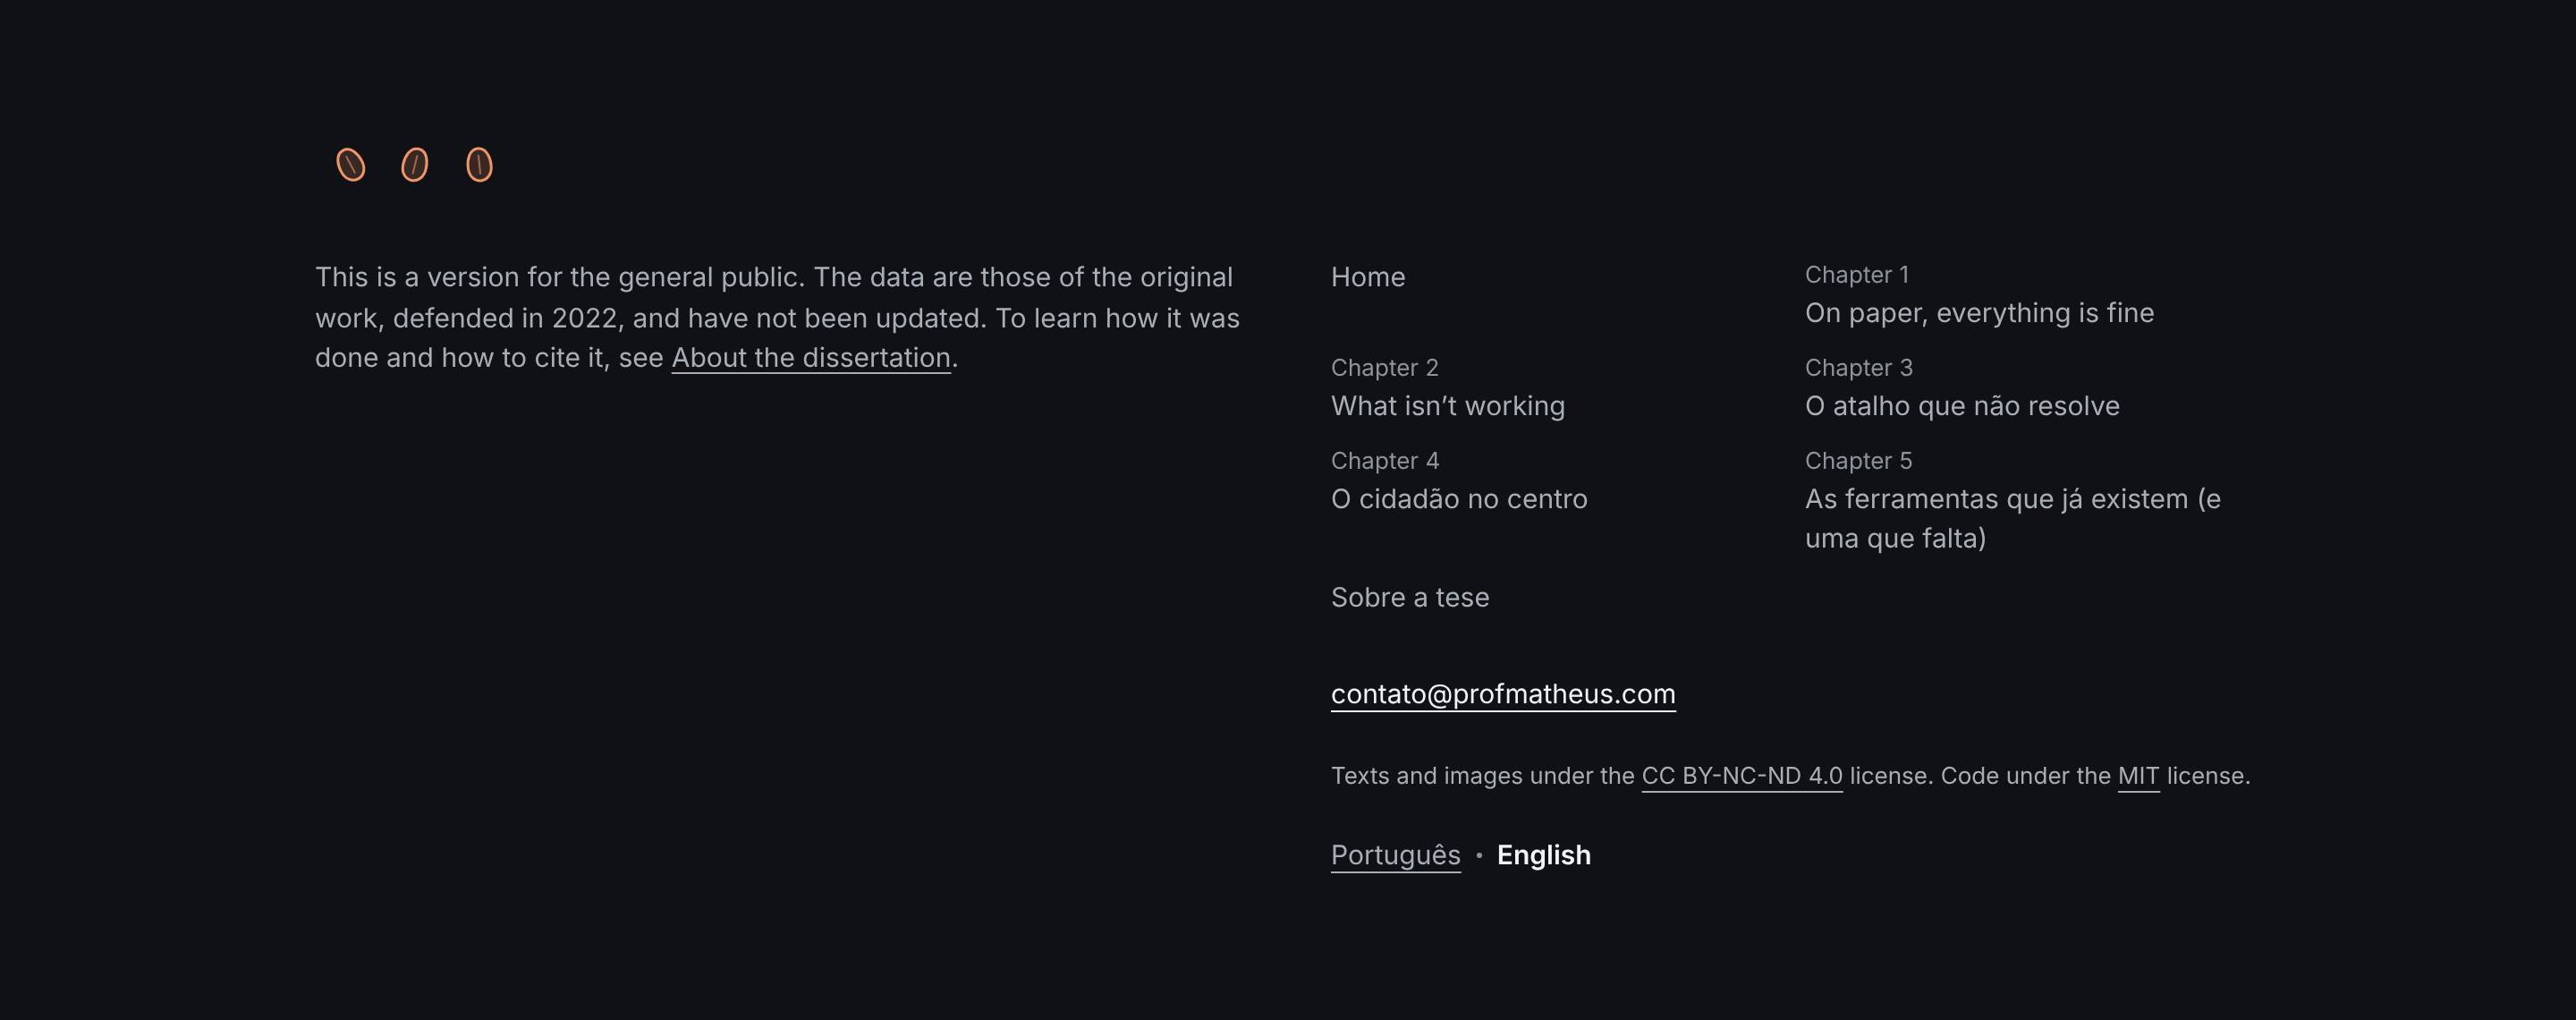 This is a version for the general public. The data are those of the original
work, defended in 2022, and have not been updated. To learn how it was
done and how to cite it, see About the dissertation.
Home
Chapter 1
On paper, everything is fine
Chapter 2
What isn’t working
Chapter 3
O atalho que não resolve
Chapter 4
O cidadão no centro
Chapter 5
As ferramentas que já existem (e
uma que falta)
Sobre a tese
contato@profmatheus.com
Texts and images under the CC BY-NC-ND 4.0 license. Code under the MIT license.
Português • English